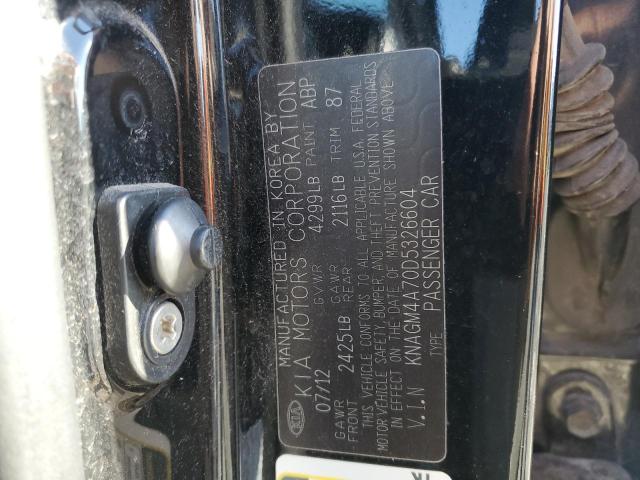 MANUFACTURED IN KOREA BY
KIA KIA MOTORS CORPORATION
07/12 GVWR 4299LB PAINT ABP
GAWR FRONT 2425LB GAWR REAR 2116LB TRIM 87
THIS VEHICLE CONFORMS TO ALL APPLICABLE U.S.A. FEDERAL
MOTOR VEHICLE SAFETY, BUMPER, AND THEFT PREVENTION STANDARDS
IN EFFECT ON THE DATE OF MANUFACTURE SHOWN ABOVE
V.I.N KNAGM4A70D5326604
TYPE PASSENGER CAR